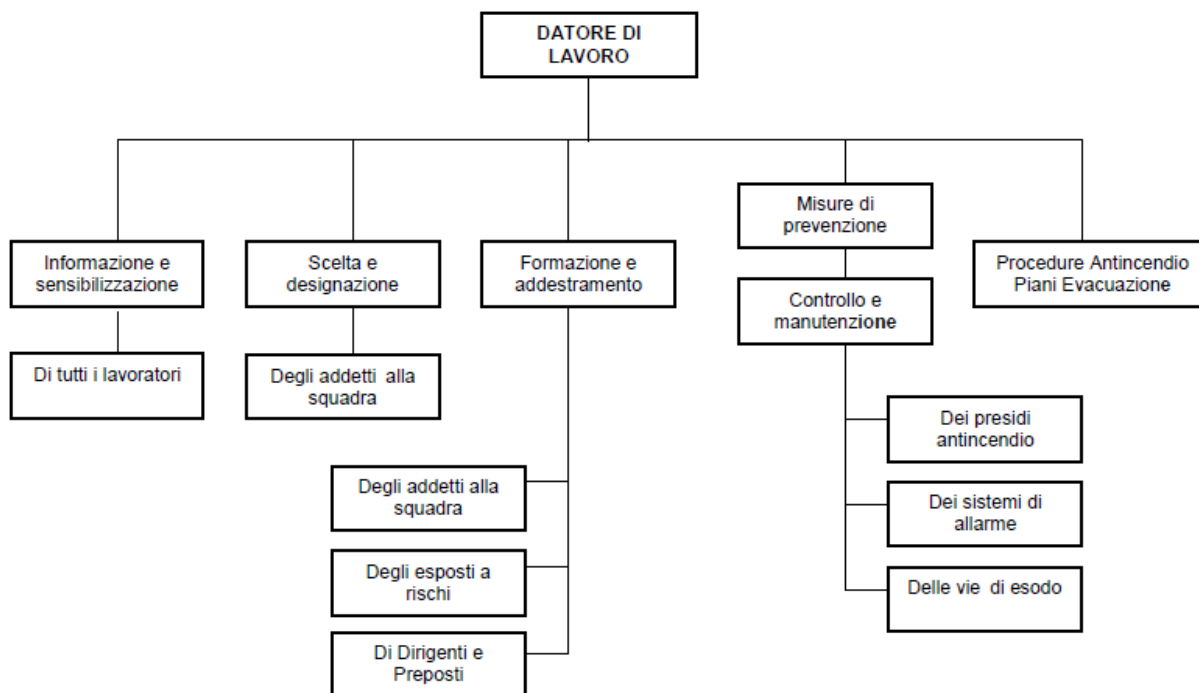 DATORE DI
LAVORO
Misure di
prevenzione
Informazione e
sensibilizzazione
Scelta e
designazione
Formazione e
addestramento
Procedure Antincendio
Piani Evacuazione
Controllo e
manutenzione
Di tutti i lavoratori
Degli addetti alla
squadra
Dei presidi
antincendio
Degli addetti alla
squadra
Dei sistemi di
allarme
Degli esposti a
rischi
Delle vie di esodo
Di Dirigenti e
Preposti